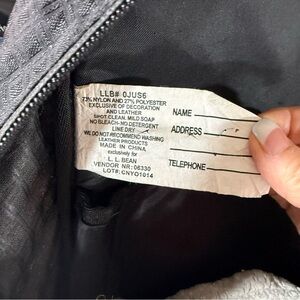 LLB# 0JUS6
73% NYLON AND 27% POLYESTER
EXCLUSIVE OF DECORATION
AND LEATHER
SPOT CLEAN. MILD SOAP
NO BLEACH-NO DETERGENT
LINE DRY
WE DO NOT RECOMMEND WASHING
LEATHER PRODUCTS
MADE IN CHINA
exclusively for
L. L. BEAN
VENDOR NR: 06330
LOT#: CNYQ1014
NAME
ADDRESS
TELEPHONE